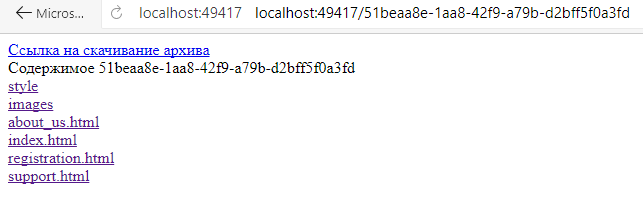 Micros... localhost:49417 localhost:49417/51beaa8e-1aa8-42f9-a79b-d2bff5f0a3fd
Ссылка на скачивание архива
Содержимое 51beaa8e-1aa8-42f9-a79b-d2bff5f0a3fd
style
images
about_us.html
index.html
registration.html
support.html